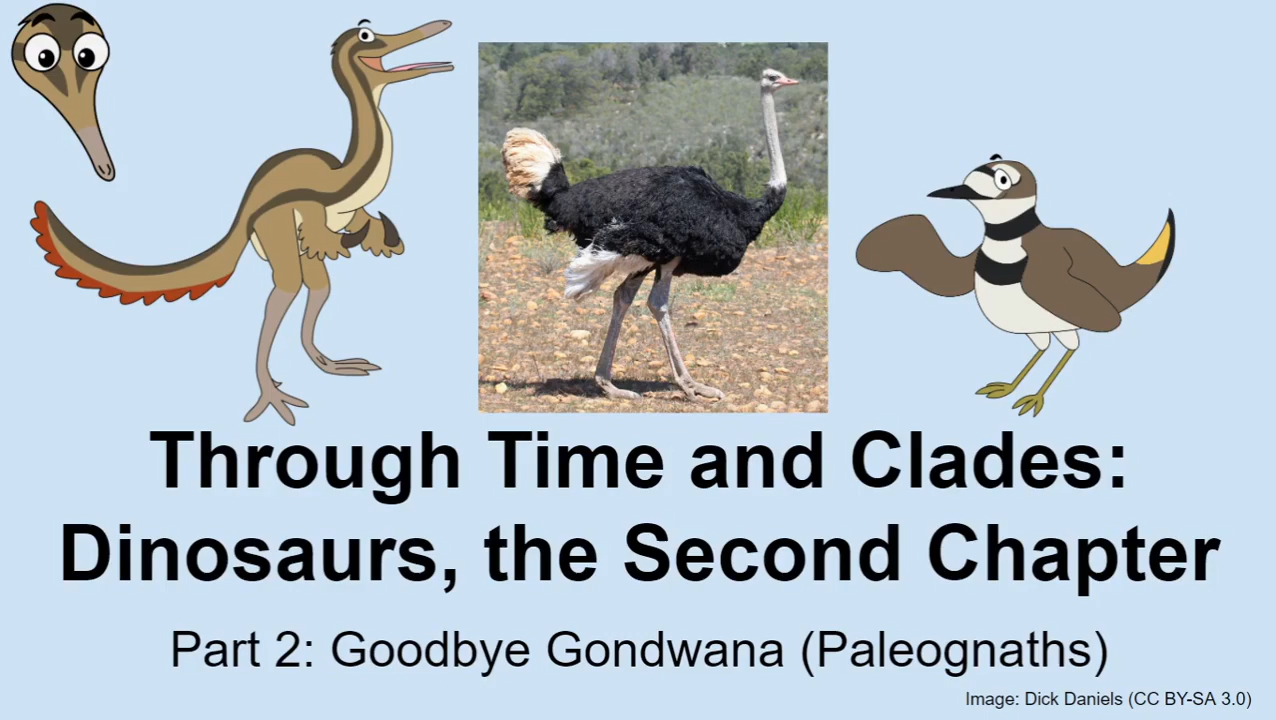 Through Time and Clades:
Dinosaurs, the Second Chapter
Part 2: Goodbye Gondwana (Paleognaths)
Image: Dick Daniels (CC BY-SA 3.0)